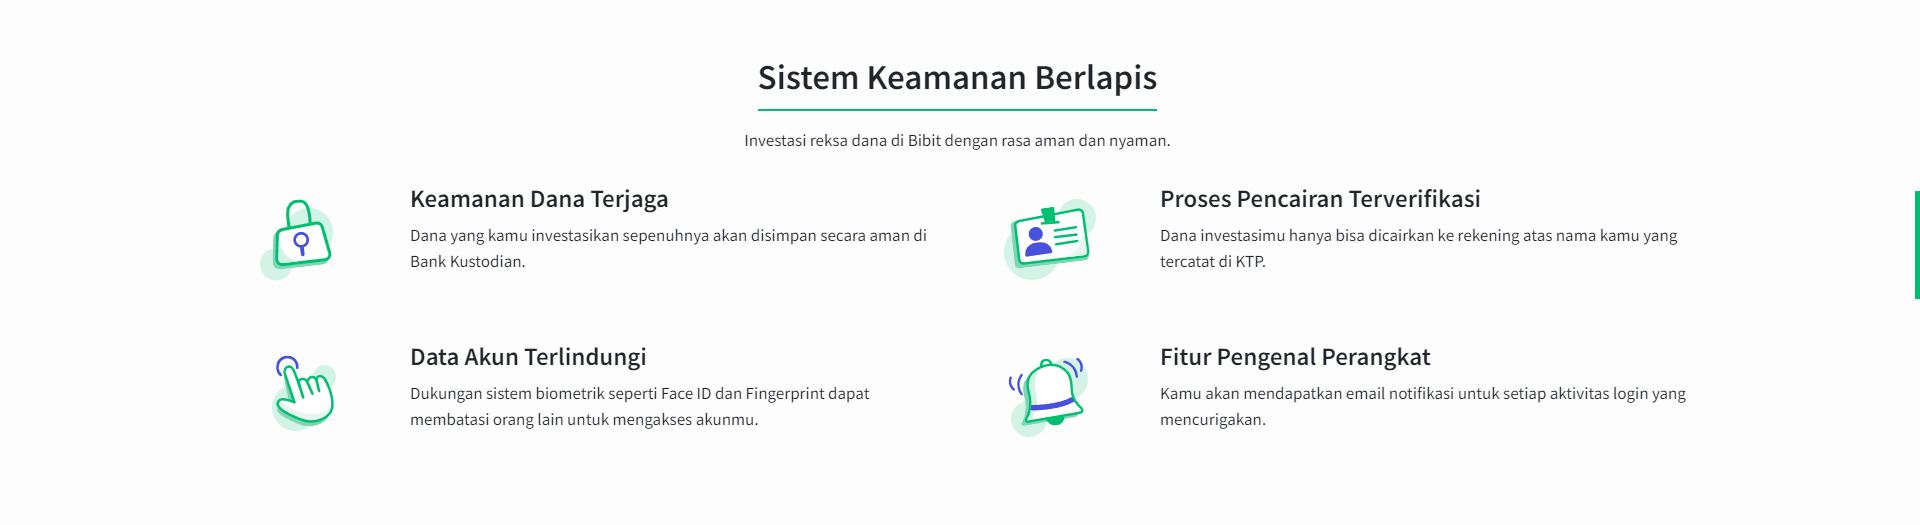 Sistem Keamanan Berlapis
Investasi reksa dana di Bibit dengan rasa aman dan nyaman.
Keamanan Dana Terjaga
Dana yang kamu investasikan sepenuhnya akan disimpan secara aman di
Bank Kustodian.
Proses Pencairan Terverifikasi
Dana investasimu hanya bisa dicairkan ke rekening atas nama kamu yang
tercatat di KTP.
Data Akun Terlindungi
Dukungan sistem biometrik seperti Face ID dan Fingerprint dapat
membatasi orang lain untuk mengakses akunmu.
Fitur Pengenal Perangkat
Kamu akan mendapatkan email notifikasi untuk setiap aktivitas login yang
mencurigakan.